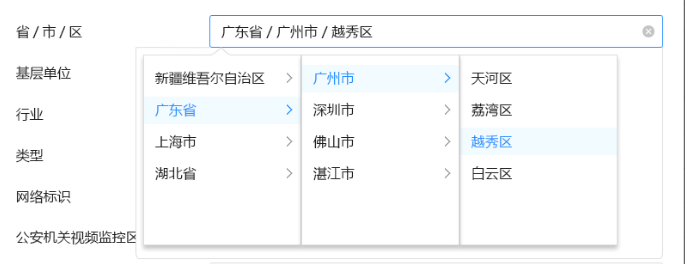 省 / 市 / 区
广东省 / 广州市 / 越秀区
基层单位
行业
类型
网络标识
公安机关视频监控区
新疆维吾尔自治区
广东省
上海市
湖北省
广州市
深圳市
佛山市
湛江市
天河区
荔湾区
越秀区
白云区